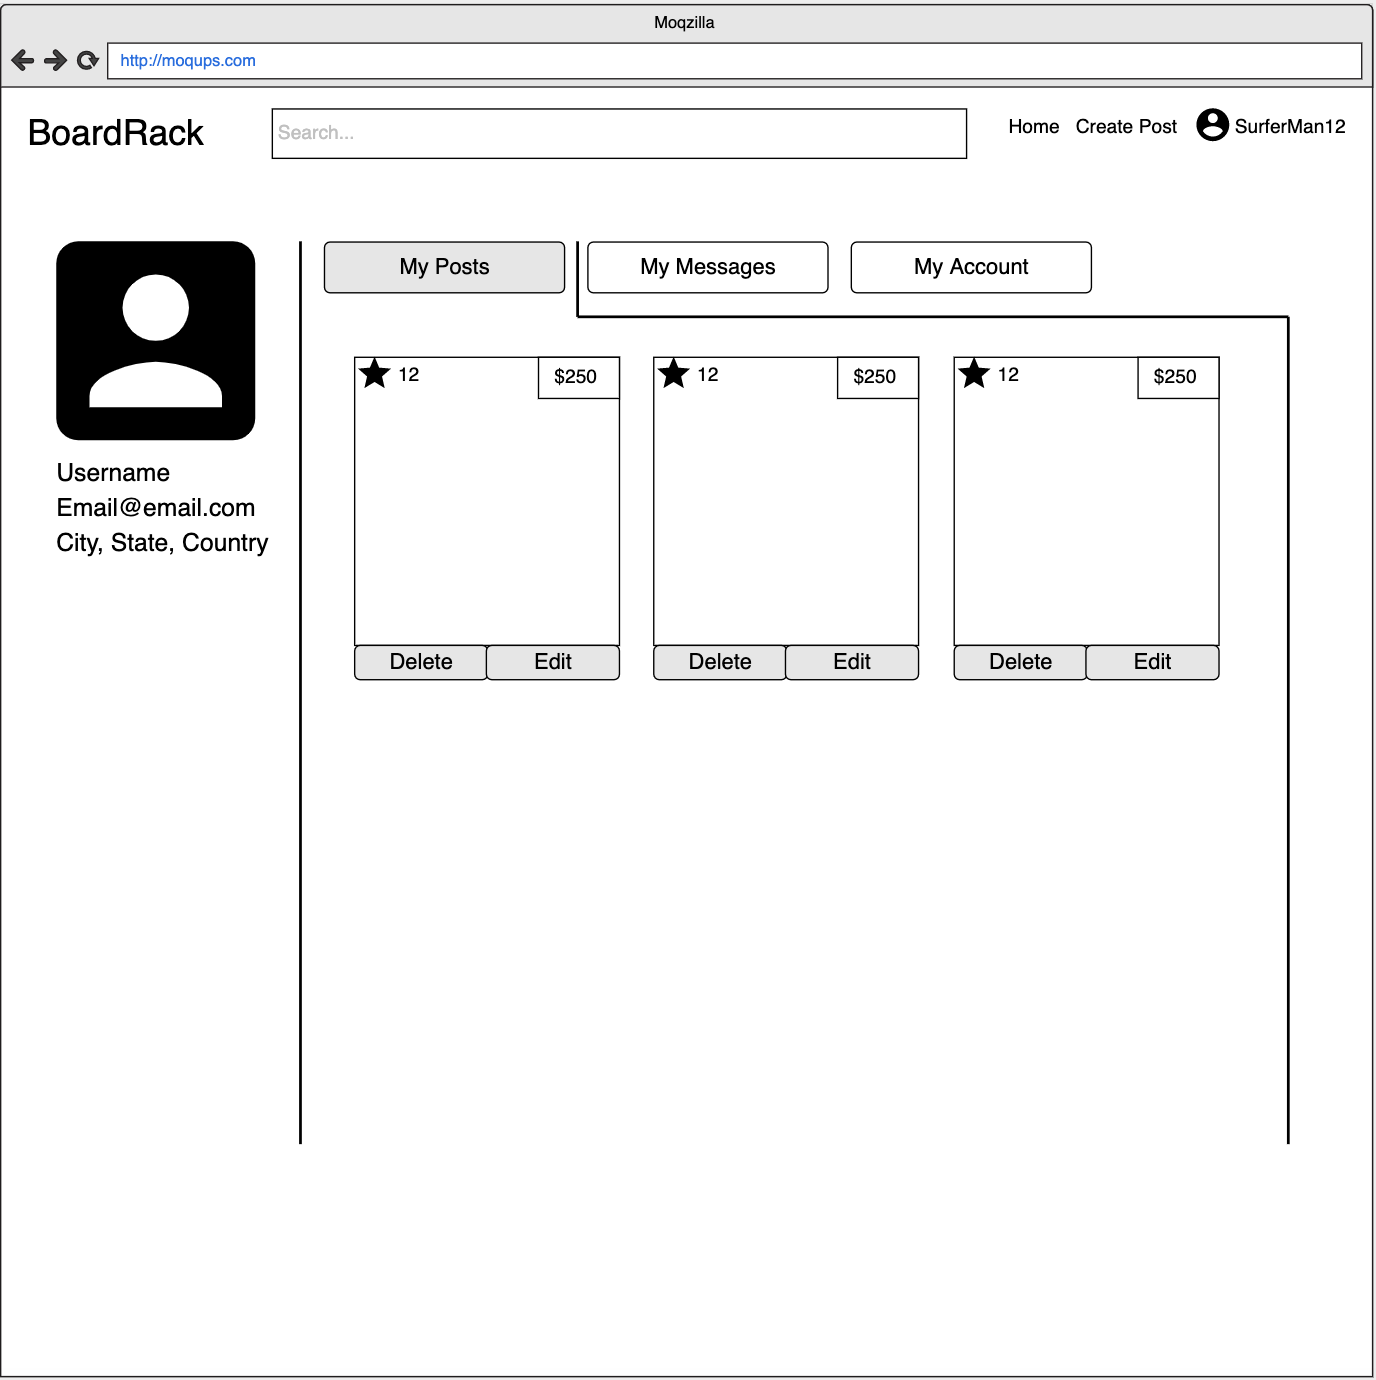 Moqzilla
http://moqups.com
BoardRack
Search...
Home Create Post SurferMan12
My Posts My Messages My Account
12 $250 12 $250 12 $250
Username
Email@email.com
City, State, Country
Delete Edit Delete Edit Delete Edit